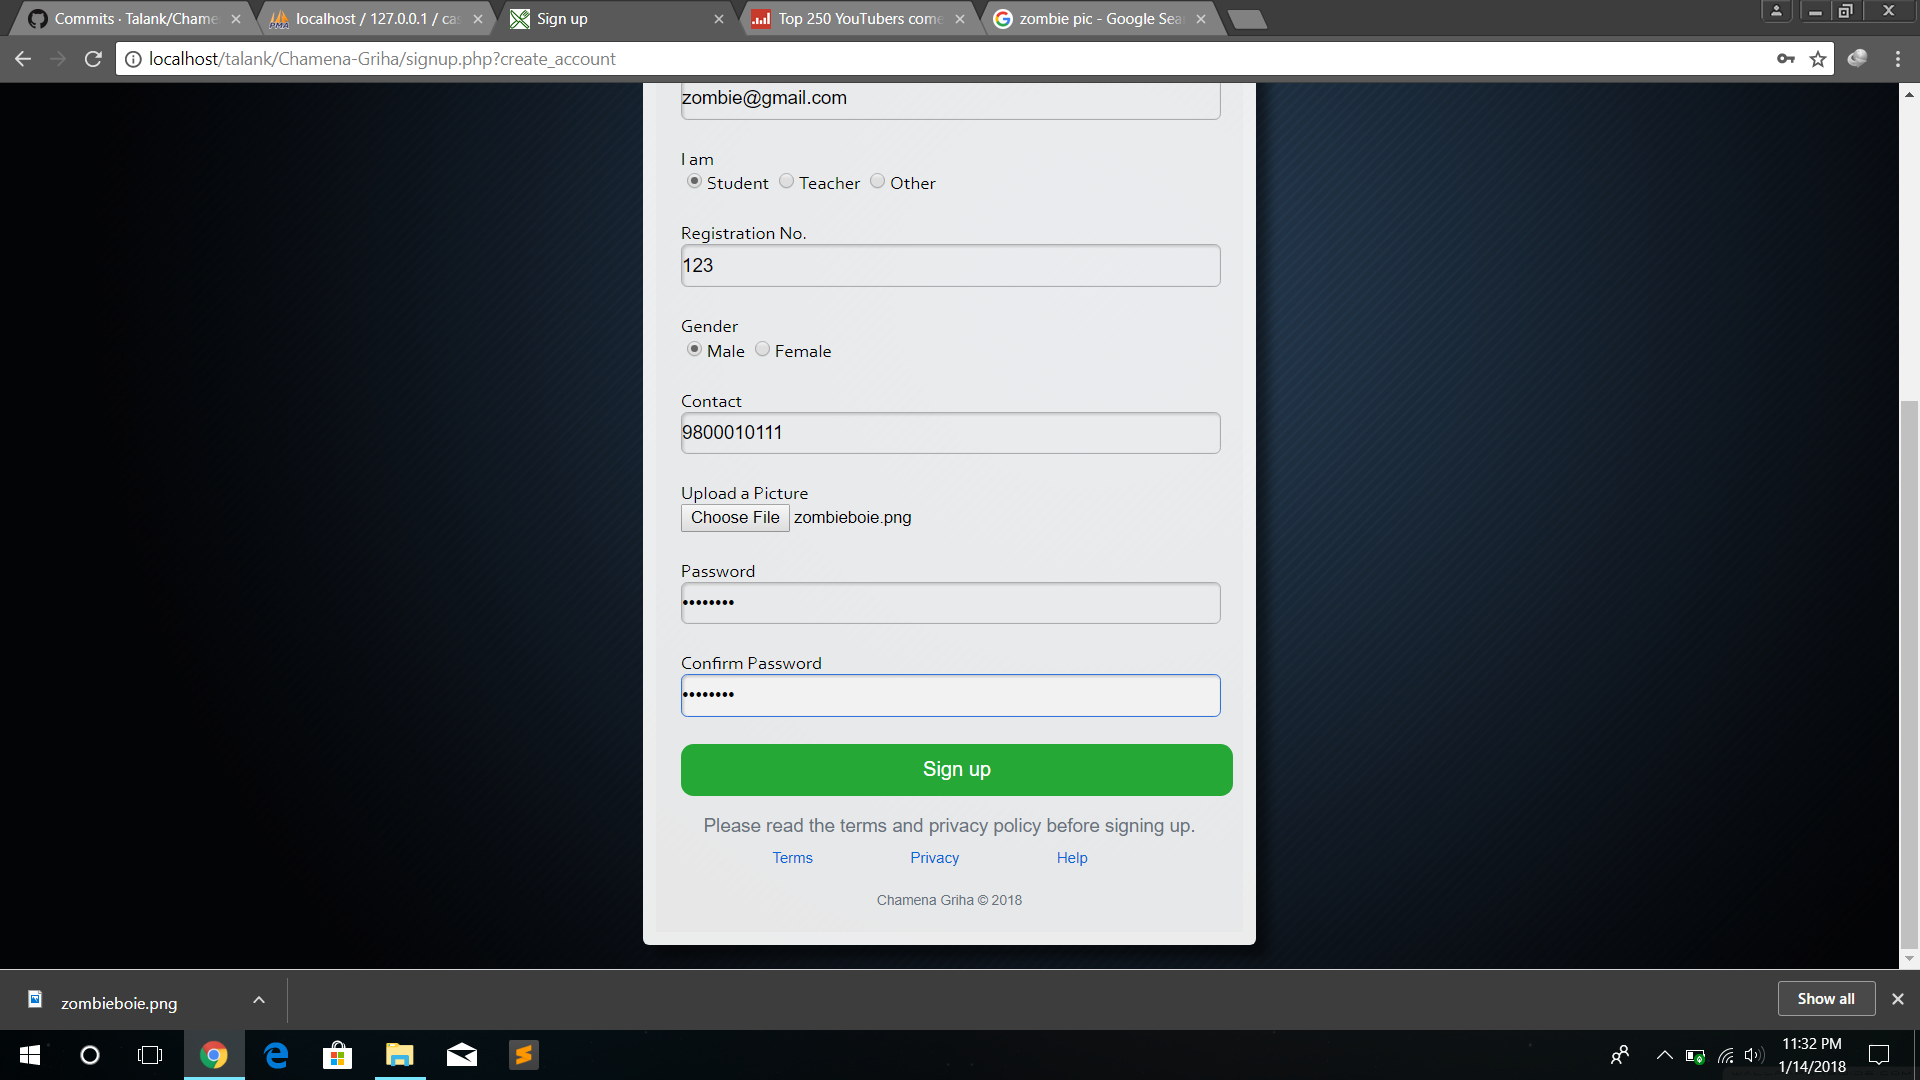 Commits · Talank/Chame
localhost / 127.0.0.1 / cas
Sign up
Top 250 YouTubers come
zombie pic - Google Sea
localhost/talank/Chamena-Griha/signup.php?create_account
zombie@gmail.com
I am
Student Teacher Other
Registration No.
123
Gender
Male Female
Contact
9800010111
Upload a Picture
Choose File zombieboie.png
Password
••••••••
Confirm Password
••••••••
Sign up
Please read the terms and privacy policy before signing up.
Terms Privacy Help
Chamena Griha © 2018
zombieboie.png
Show all
11:32 PM
1/14/2018